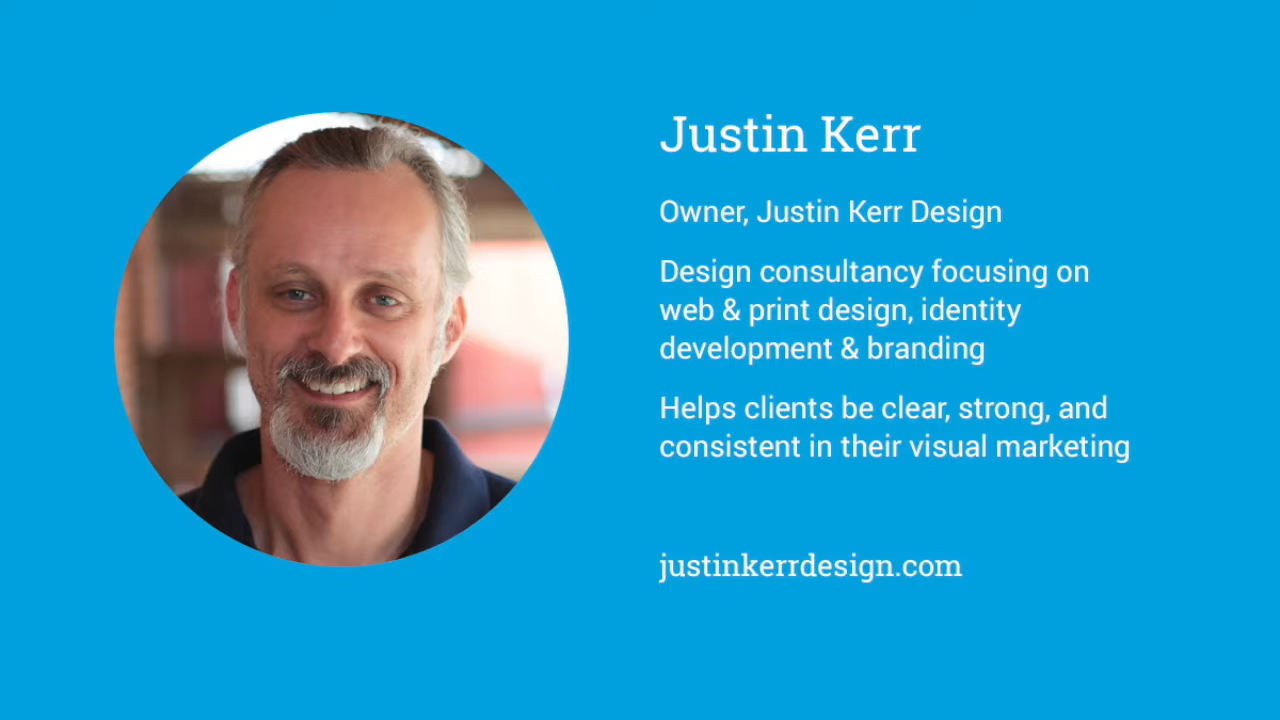 Justin Kerr
Owner, Justin Kerr Design
Design consultancy focusing on
web & print design, identity
development & branding
Helps clients be clear, strong, and
consistent in their visual marketing
justinkerrdesign.com